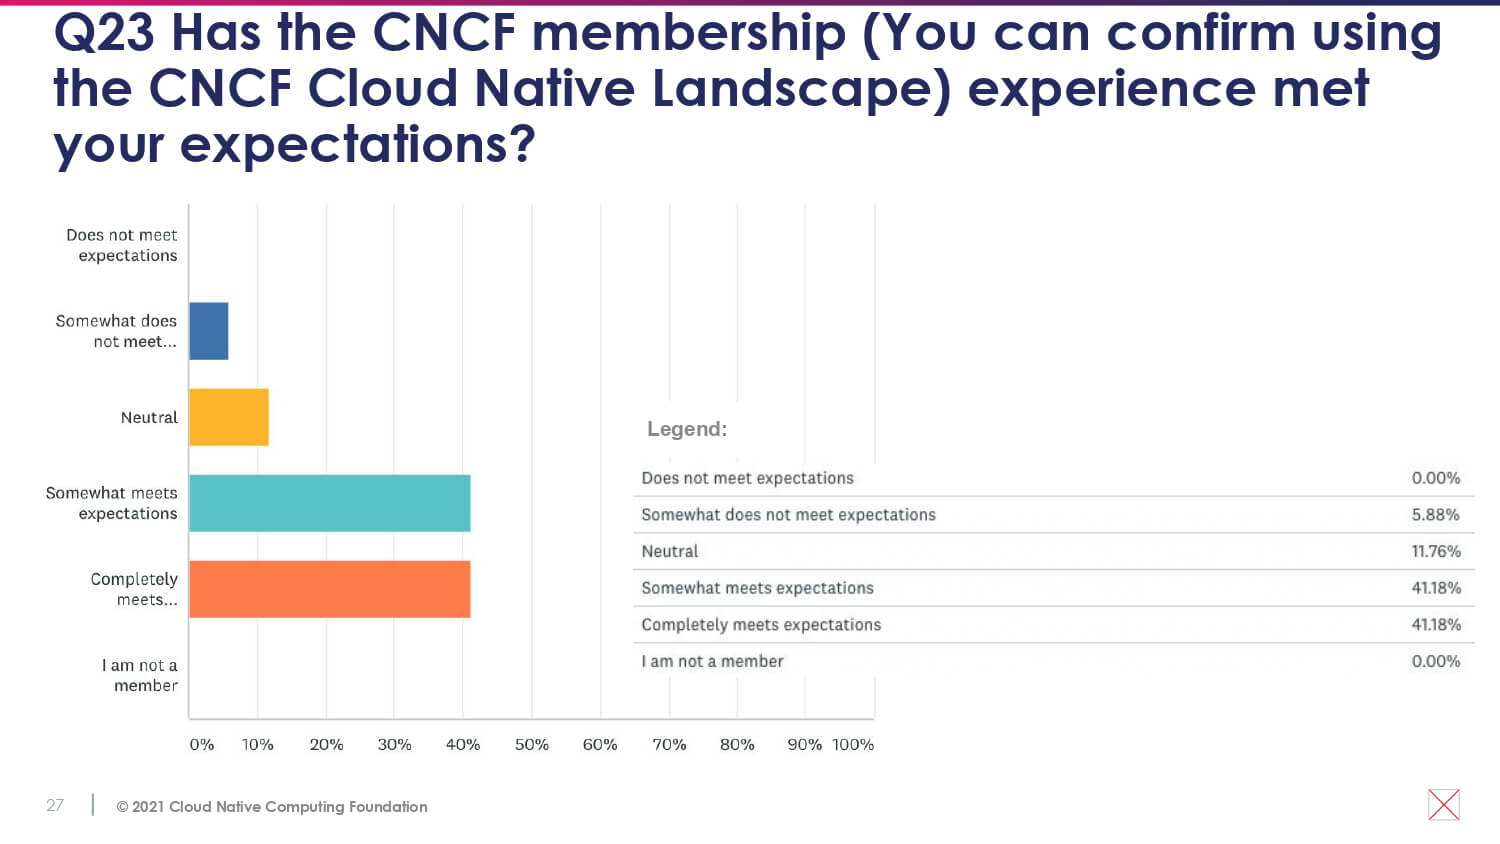 Q23 Has the CNCF membership (You can confirm using
the CNCF Cloud Native Landscape) experience met
your expectations?
Does not meet
expectations
Somewhat does
not meet...
Neutral
Somewhat meets
expectations
Completely
meets...
I am not a
member
0% 10% 20% 30% 40% 50% 60% 70% 80% 90% 100%
Legend:
Does not meet expectations 0.00%
Somewhat does not meet expectations 5.88%
Neutral 11.76%
Somewhat meets expectations 41.18%
Completely meets expectations 41.18%
I am not a member 0.00%
27 © 2021 Cloud Native Computing Foundation